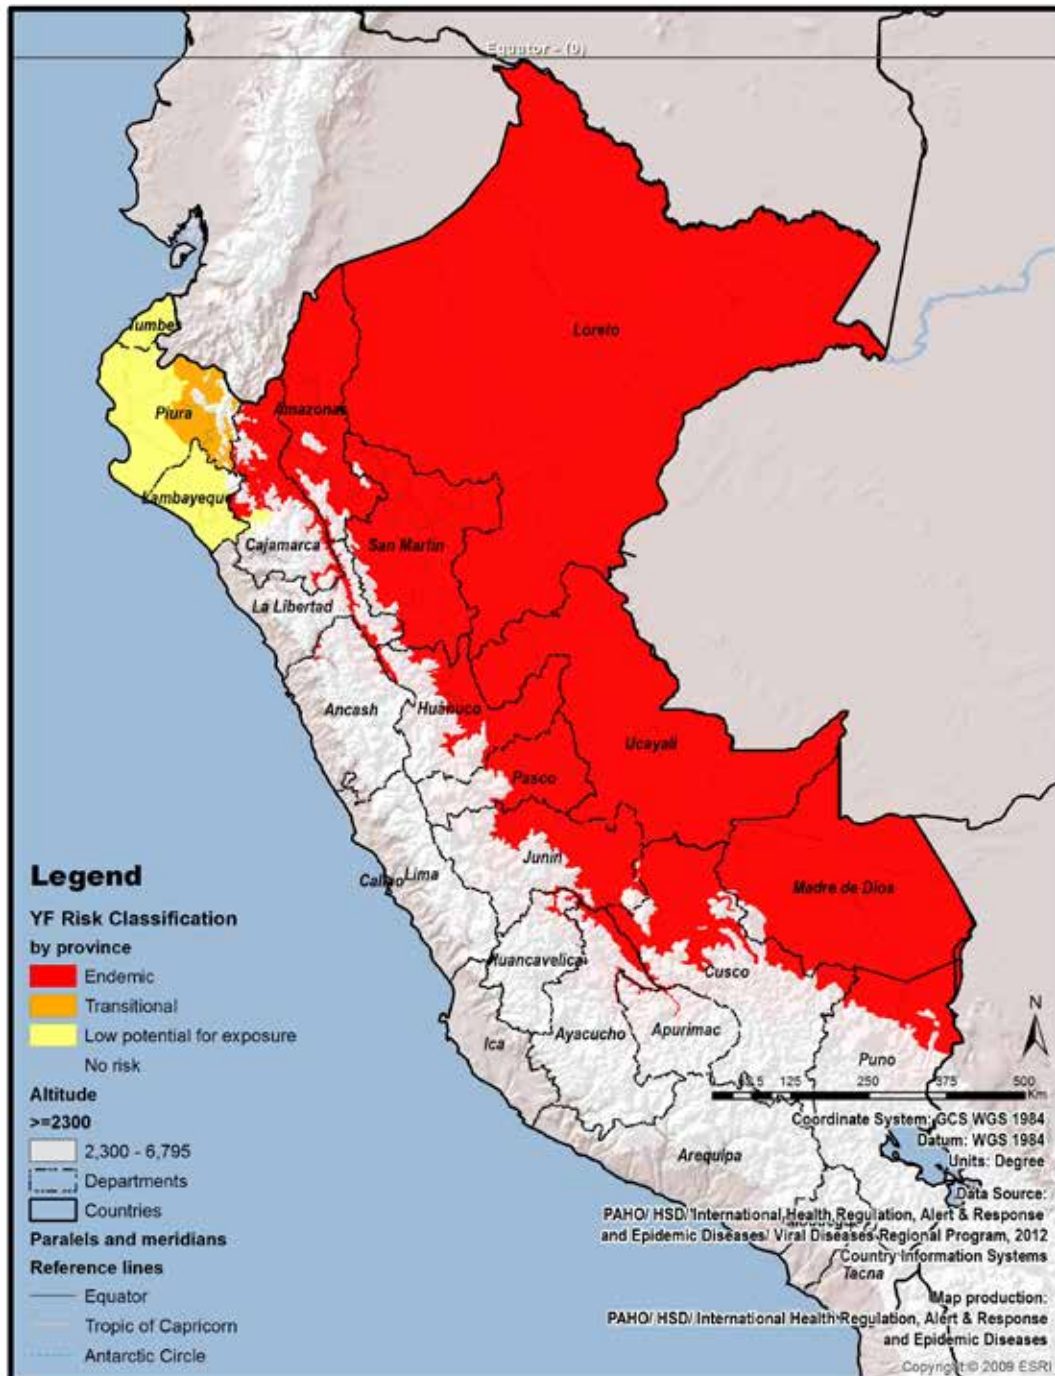 Equator - (0)
Tumbes
Loreto
Piura
Amazonas
Lambayeque
Cajamarca
San Martín
La Libertad
Ancash
Huánuco
Ucayali
Pasco
Junin
Callao
Lima
Madre de Dios
Huancavelica
Cusco
Ica
Ayacucho
Apurimac
Puno
Arequipa
Tacna
Legend
YF Risk Classification
by province
Endemic
Transitional
Low potential for exposure
No risk
Altitude
>=2300
2,300 - 6,795
Departments
Countries
Paralels and meridians
Reference lines
Equator
Tropic of Capricorn
Antarctic Circle
N
125 250 375 500
Km
Coordinate System: GCS WGS 1984
Datum: WGS 1984
Units: Degree
Data Source:
PAHO/ HSD/ International Health Regulation, Alert & Response
and Epidemic Diseases/ Viral Diseases Regional Program, 2012
Country Information Systems
Map production:
PAHO/ HSD/ International Health Regulation, Alert & Response
and Epidemic Diseases
Copyright:© 2009 ESRI